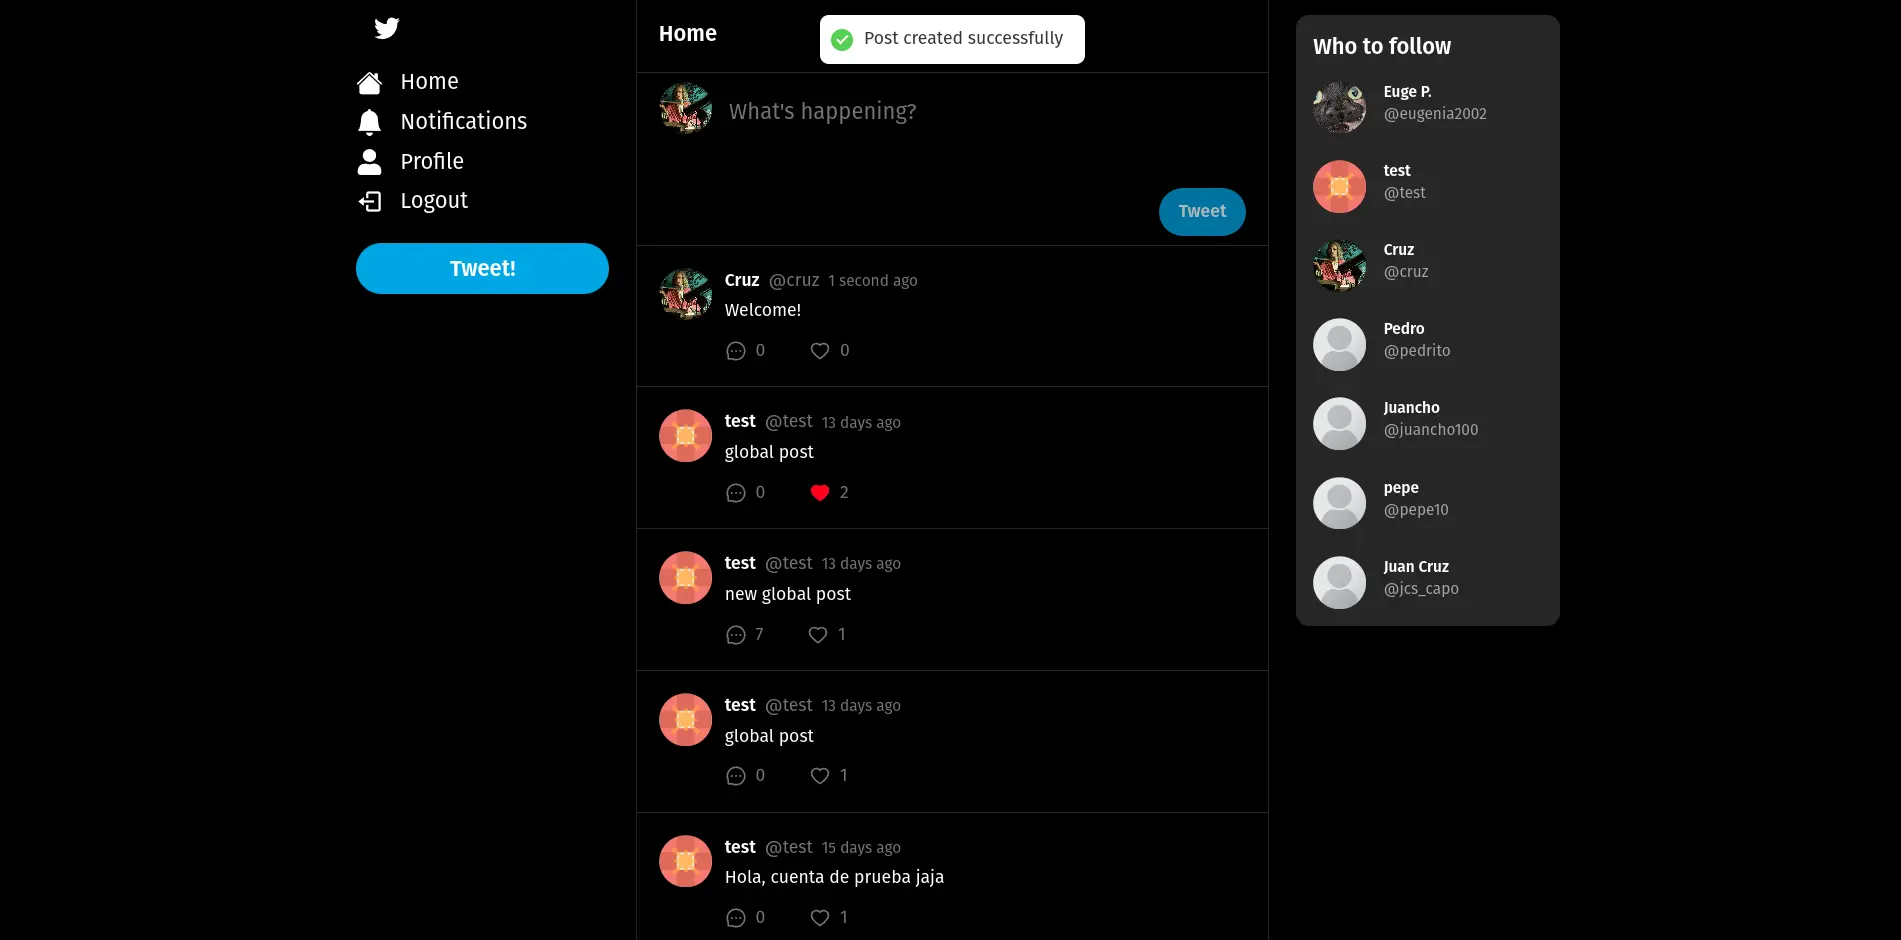 Home
Notifications
Profile
Logout
Tweet!
Home
Post created successfully
What's happening?
Tweet
Cruz @cruz 1 second ago
Welcome!
0 0
test @test 13 days ago
global post
0 2
test @test 13 days ago
new global post
7 1
test @test 13 days ago
global post
0 1
test @test 15 days ago
Hola, cuenta de prueba jaja
0 1
Who to follow
Euge P.
@eugenia2002
test
@test
Cruz
@cruz
Pedro
@pedrito
Juancho
@juancho100
pepe
@pepe10
Juan Cruz
@jcs_capo